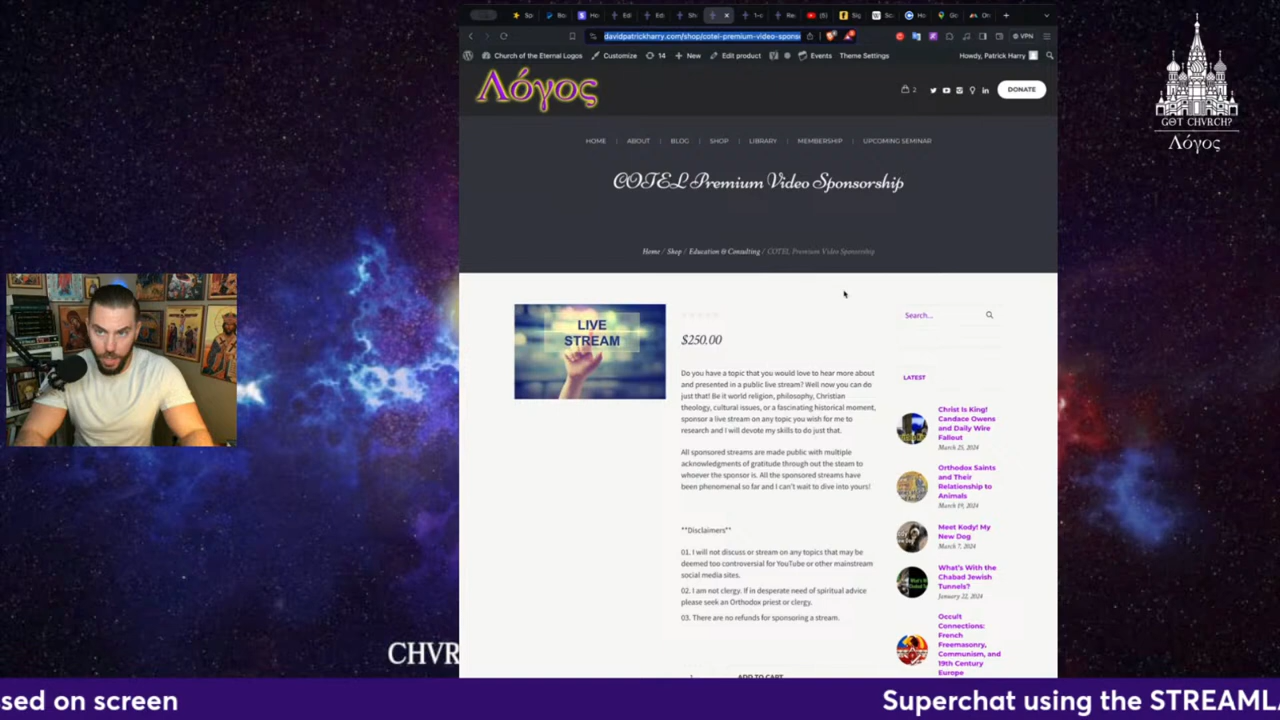 davidpatrickharry.com/shop/cotel-premium-video-spons
VPN
Church of the Eternal Logos
Customize
14
New
Edit product
Events
Theme Settings
Howdy, Patrick Harry
Λόγος
2
DONATE
HOME
ABOUT
BLOG
SHOP
LIBRARY
MEMBERSHIP
UPCOMING SEMINAR
COTEL Premium Video Sponsorship
Home / Shop / Education & Consulting / COTEL Premium Video Sponsorship
LIVE
STREAM
$250.00
Do you have a topic that you would love to hear more about
and presented in a public live stream? Well now you can do
just that! Be it world religion, philosophy, Christian
theology, cultural issues, or a fascinating historical moment,
sponsor a live stream on any topic you wish for me to
research and I will devote my skills to do just that.
All sponsored streams are made public with multiple
acknowledgments of gratitude through out the steam to
whoever the sponsor is. All the sponsored streams have
been phenomenal so far and I can't wait to dive into yours!
**Disclaimers**
01. I will not discuss or stream on any topics that may be
deemed too controversial for YouTube or other mainstream
social media sites.
02. I am not clergy. If in desperate need of spiritual advice
please seek an Orthodox priest or clergy.
03. There are no refunds for sponsoring a stream.
ADD TO CART
Search...
LATEST
Christ Is King!
Candace Owens
and Daily Wire
Fallout
March 25, 2024
Orthodox Saints
and Their
Relationship to
Animals
March 19, 2024
Meet Kody! My
New Dog
March 7, 2024
What's With the
Chabad Jewish
Tunnels?
January 22, 2024
Occult
Connections:
French
Freemasonry,
Communism, and
19th Century
Europe
GOT CHVRCH?
Λόγος
CHVR
sed on screen
Superchat using the STREAMLA